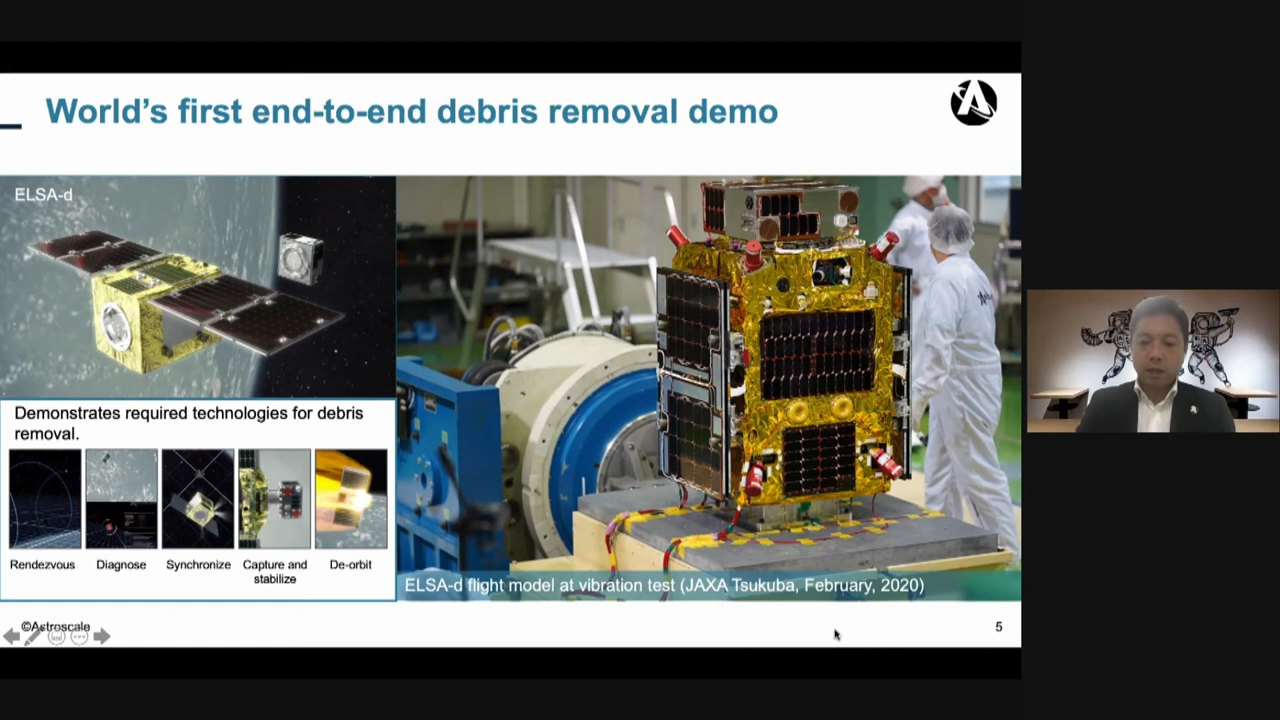 World's first end-to-end debris removal demo
ELSA-d
Demonstrates required technologies for debris
removal.
Rendezvous
Diagnose
Synchronize
Capture and
stabilize
De-orbit
ELSA-d flight model at vibration test (JAXA Tsukuba, February, 2020)
©Astroscale
5